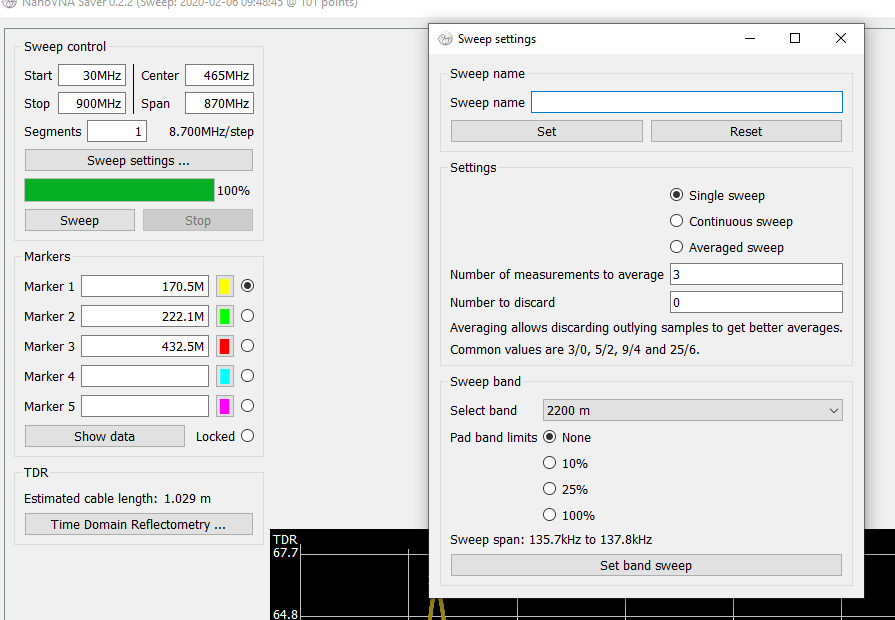 NanoVNA Saver 0.2.2 (Sweep: 2020-02-06 09:48:45 @ 101 points)
Sweep control
Start 30MHz Center 465MHz
Stop 900MHz Span 870MHz
Segments 1 8.700MHz/step
Sweep settings ...
100%
Sweep Stop
Markers
Marker 1 170.5M
Marker 2 222.1M
Marker 3 432.5M
Marker 4
Marker 5
Show data Locked
TDR
Estimated cable length: 1.029 m
Time Domain Reflectometry ...
TDR
67.7
64.8
Sweep settings
Sweep name
Sweep name
Set Reset
Settings
Single sweep
Continuous sweep
Averaged sweep
Number of measurements to average 3
Number to discard 0
Averaging allows discarding outlying samples to get better averages.
Common values are 3/0, 5/2, 9/4 and 25/6.
Sweep band
Select band 2200 m
Pad band limits None
10%
25%
100%
Sweep span: 135.7kHz to 137.8kHz
Set band sweep